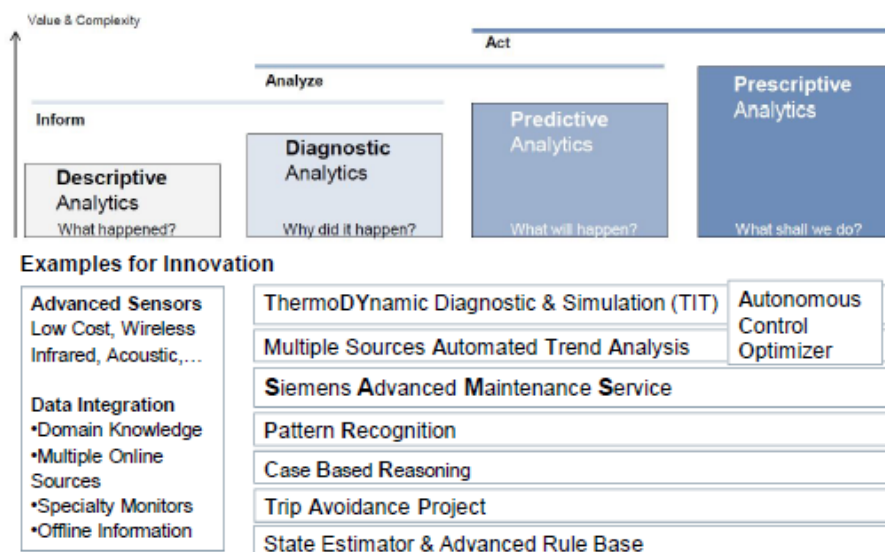 Value & Complexity
Act
Analyze
Inform
Prescriptive
Analytics
Predictive
Analytics
Diagnostic
Analytics
Descriptive
Analytics
What happened?
Why did it happen?
What will happen?
What shall we do?
Examples for Innovation
Advanced Sensors
Low Cost, Wireless
Infrared, Acoustic,...
Data Integration
•Domain Knowledge
•Multiple Online
Sources
•Specialty Monitors
•Offline Information
ThermoDYnamic Diagnostic & Simulation (TIT)
Multiple Sources Automated Trend Analysis
Siemens Advanced Maintenance Service
Pattern Recognition
Case Based Reasoning
Trip Avoidance Project
State Estimator & Advanced Rule Base
Autonomous
Control
Optimizer